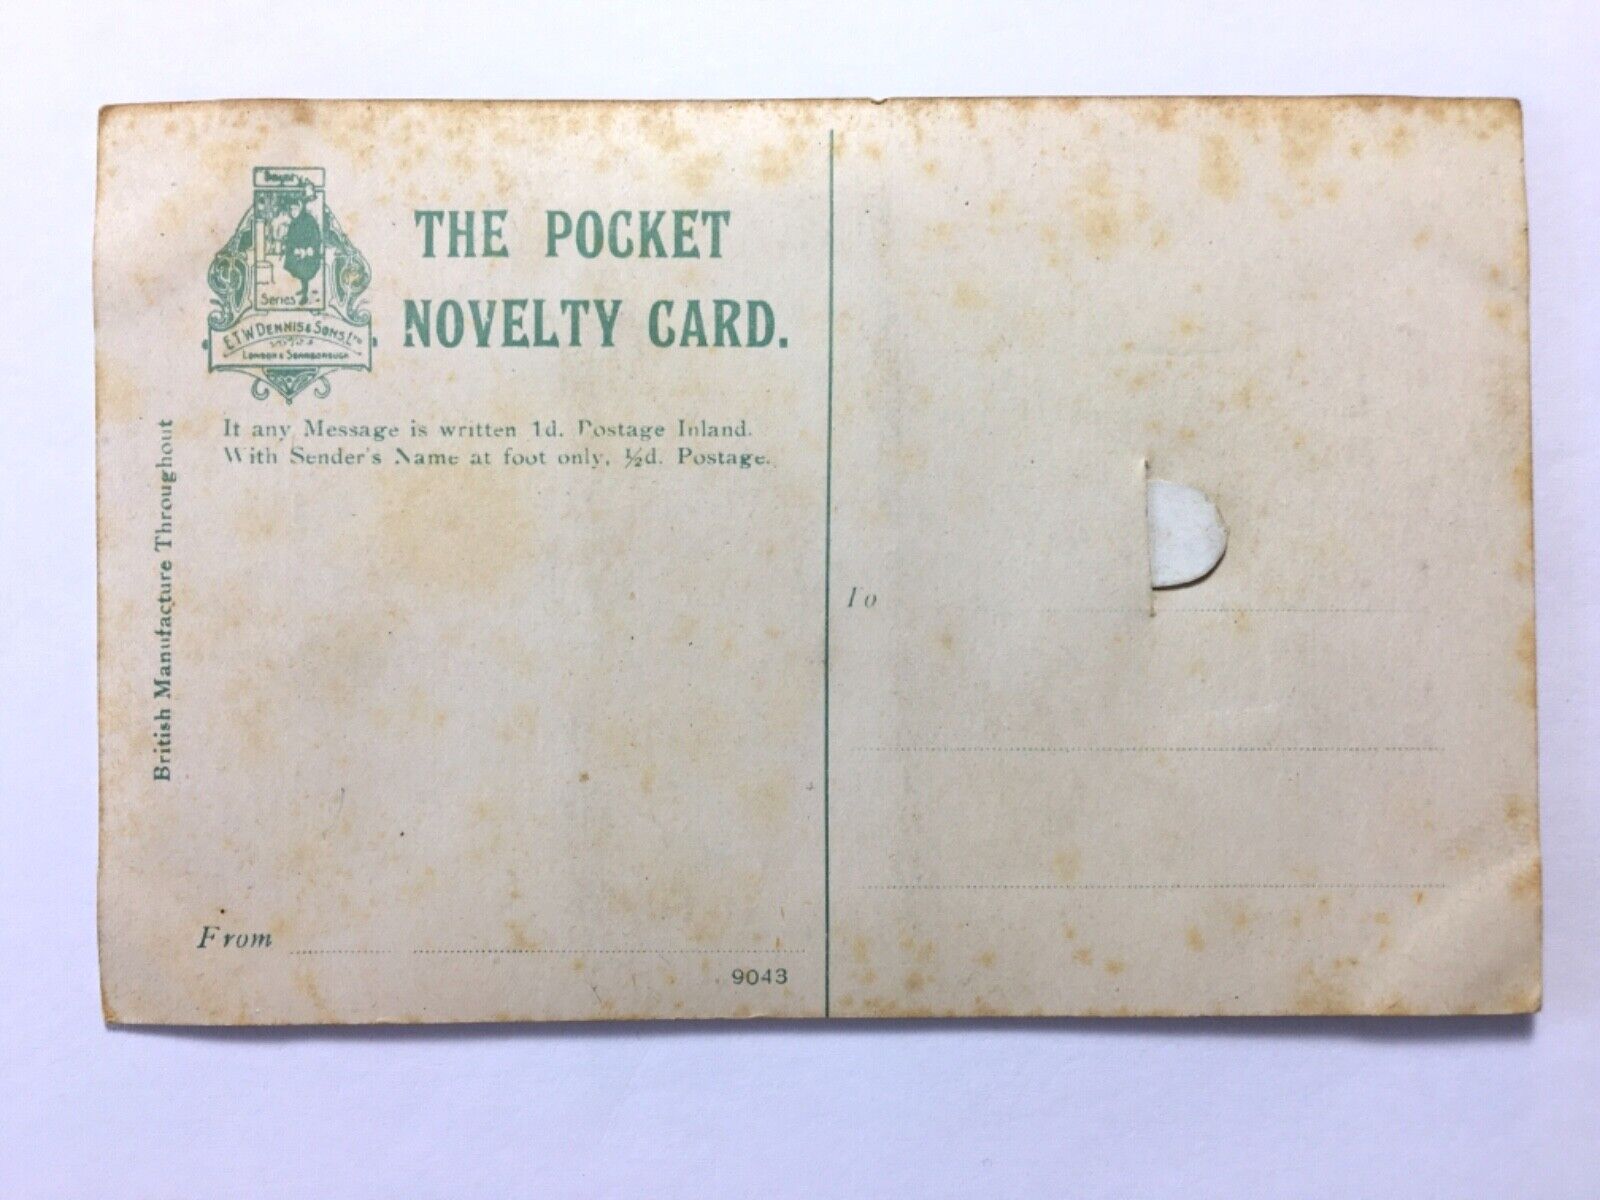 Series
E.T.W. DENNIS & SONS, LTD
LONDON & SCARBOROUGH
THE POCKET
NOVELTY CARD.
If any Message is written 1d. Postage Inland.
With Sender's Name at foot only, ½d. Postage.
British Manufacture Throughout
From
9043
To